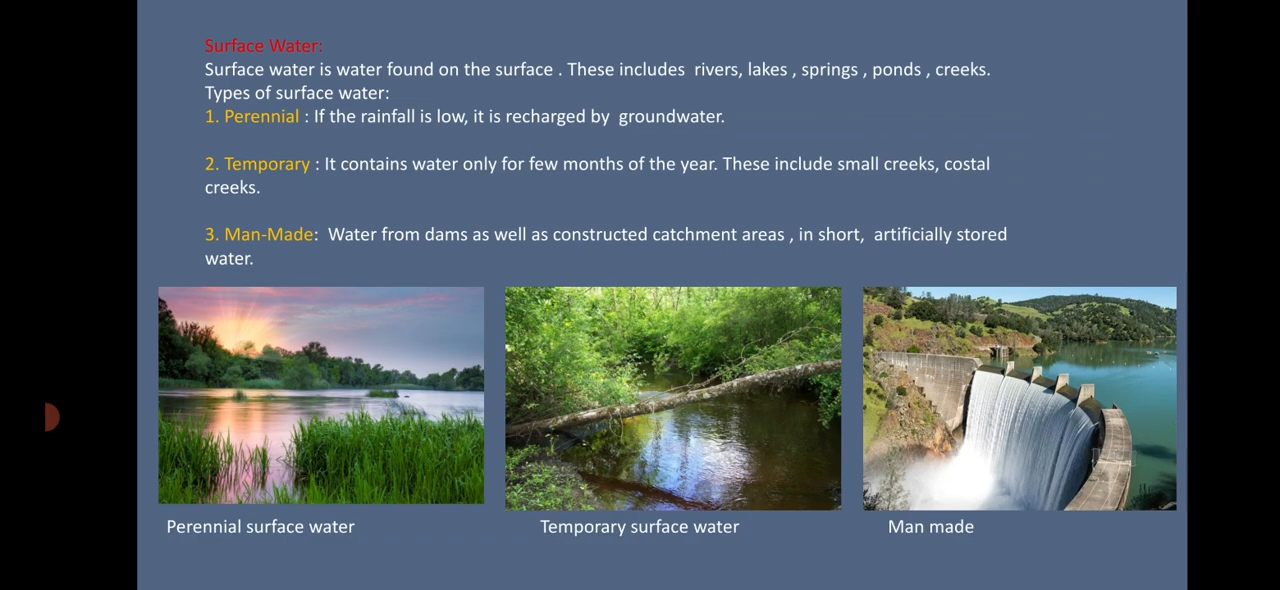 Surface Water:
Surface water is water found on the surface . These includes  rivers, lakes , springs , ponds , creeks.
Types of surface water:
1. Perennial : If the rainfall is low, it is recharged by  groundwater.
2. Temporary : It contains water only for few months of the year. These include small creeks, costal
creeks.
3. Man-Made:  Water from dams as well as constructed catchment areas , in short,  artificially stored
water.
Perennial surface water
Temporary surface water
Man made